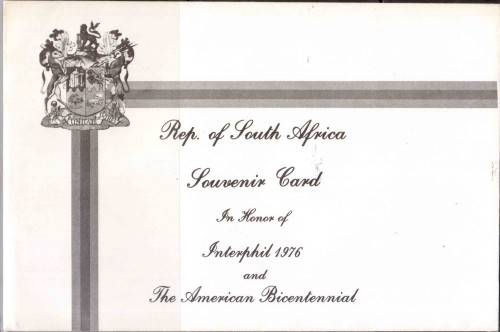 Rep. of South Africa
Souvenir Card
In Honor of
Interphil 1976
and
The American Bicentennial